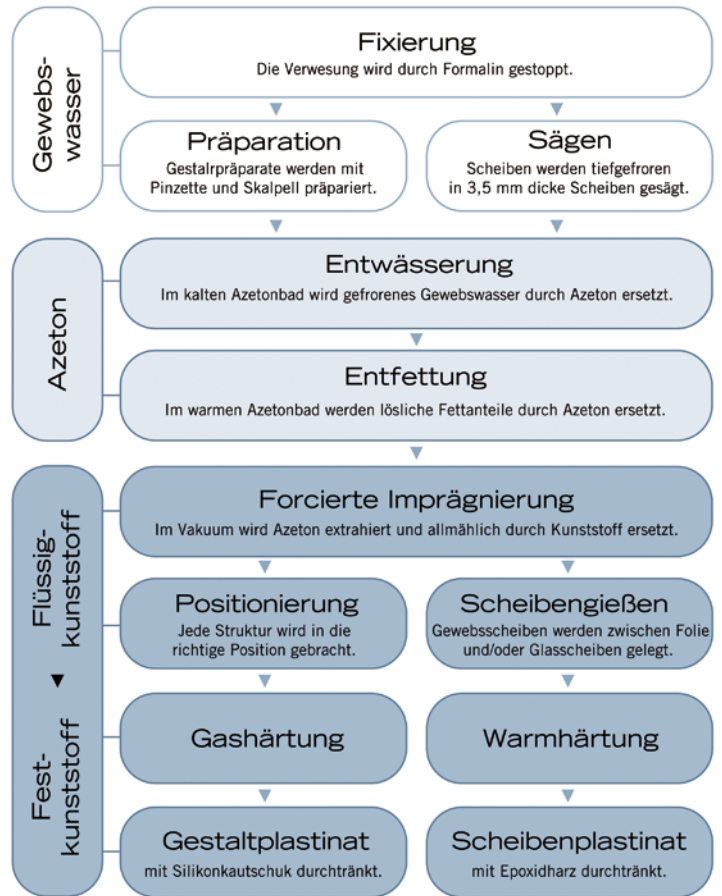 Gewebs-
wasser
Fixierung
Die Verwesung wird durch Formalin gestoppt.
Präparation
Gestalrpräparate werden mit
Pinzette und Skalpell präpariert.
Sägen
Scheiben werden tiefgefroren
in 3,5 mm dicke Scheiben gesägt.
Azeton
Entwässerung
Im kalten Azetonbad wird gefrorenes Gewebswasser durch Azeton ersetzt.
Entfettung
Im warmen Azetonbad werden lösliche Fettanteile durch Azeton ersetzt.
Flüssig-
kunststoff
Forcierte Imprägnierung
Im Vakuum wird Azeton extrahiert und allmählich durch Kunststoff ersetzt.
Positionierung
Jede Struktur wird in die
richtige Position gebracht.
Scheibengießen
Gewebsscheiben werden zwischen Folie
und/oder Glasscheiben gelegt.
Fest-
kunststoff
Gashärtung
Warmhärtung
Gestaltplastinat
mit Silikonkautschuk durchtränkt.
Scheibenplastinat
mit Epoxidharz durchtränkt.